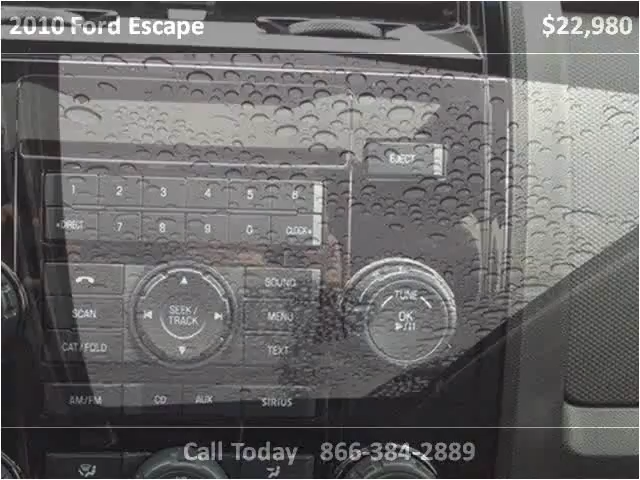 2010 Ford Escape $22,980
EJECT
1 2 3 4 5 6
◂DIRECT 7 8 9 0 CLOCK▸
SCAN
SEEK/
TRACK
SOUND
MENU
CAT/FOLD
TEXT
TUNE
OK
▶/II
AM/FM CD AUX SIRIUS
Call Today 866-384-2889